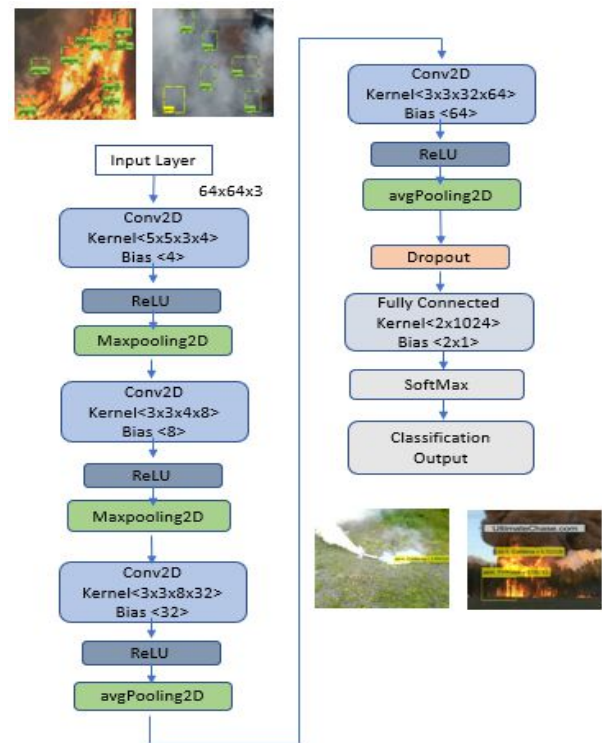 Input Layer
64x64x3
Conv2D
Kernel<5x5x3x4>
Bias <4>
ReLU
Maxpooling2D
Conv2D
Kernel<3x3x4x8>
Bias <8>
ReLU
Maxpooling2D
Conv2D
Kernel<3x3x8x32>
Bias <32>
ReLU
avgPooling2D
Conv2D
Kernel<3x3x32x64>
Bias <64>
ReLU
avgPooling2D
Dropout
Fully Connected
Kernel<2x1024>
Bias <2x1>
SoftMax
Classification
Output
UltimateChase.com